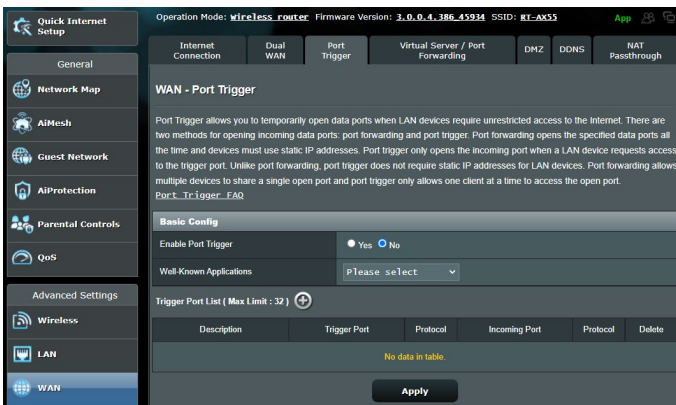 Quick Internet
Setup
Operation Mode: Wireless router Firmware Version: 3.0.0.4.386_45934 SSID: RT-AX55
App
General
Network Map
AiMesh
Guest Network
AiProtection
Parental Controls
QoS
Advanced Settings
Wireless
LAN
WAN
Internet
Connection
Dual
WAN
Port
Trigger
Virtual Server / Port
Forwarding
DMZ
DDNS
NAT
Passthrough
WAN - Port Trigger
Port Trigger allows you to temporarily open data ports when LAN devices require unrestricted access to the Internet. There are
two methods for opening incoming data ports: port forwarding and port trigger. Port forwarding opens the specified data ports all
the time and devices must use static IP addresses. Port trigger only opens the incoming port when a LAN device requests access
to the trigger port. Unlike port forwarding, port trigger does not require static IP addresses for LAN devices. Port forwarding allows
multiple devices to share a single open port and port trigger only allows one client at a time to access the open port.
Port Trigger FAQ
Basic Config
Enable Port Trigger
Yes No
Well-Known Applications
Please select
Trigger Port List ( Max Limit : 32 )
Description Trigger Port Protocol Incoming Port Protocol Delete
No data in table.
Apply